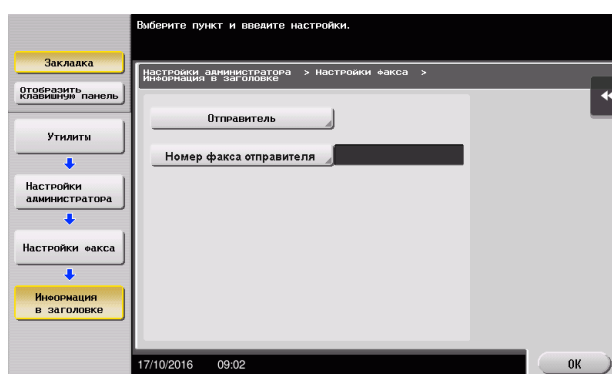 Выберите пункт и введите настройки.
Закладка
Отобразить
клавишную панель
Настройки администратора > Настройки факса >
Информация в заголовке
Отправитель
Утилиты
Номер факса отправителя
Настройки
администратора
Настройки факса
Информация
в заголовке
17/10/2016 09:02
OK